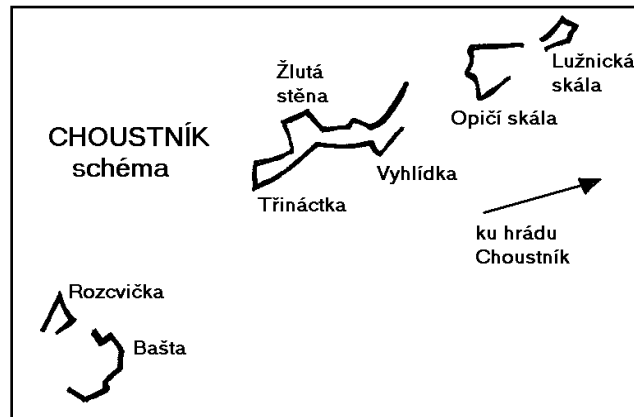 Žlutá
stěna
Lužnická
skála
Opičí skála
CHOUSTNÍK
schéma
Vyhlídka
Třináctka
ku hrádu
Choustník
Rozcvička
Bašta